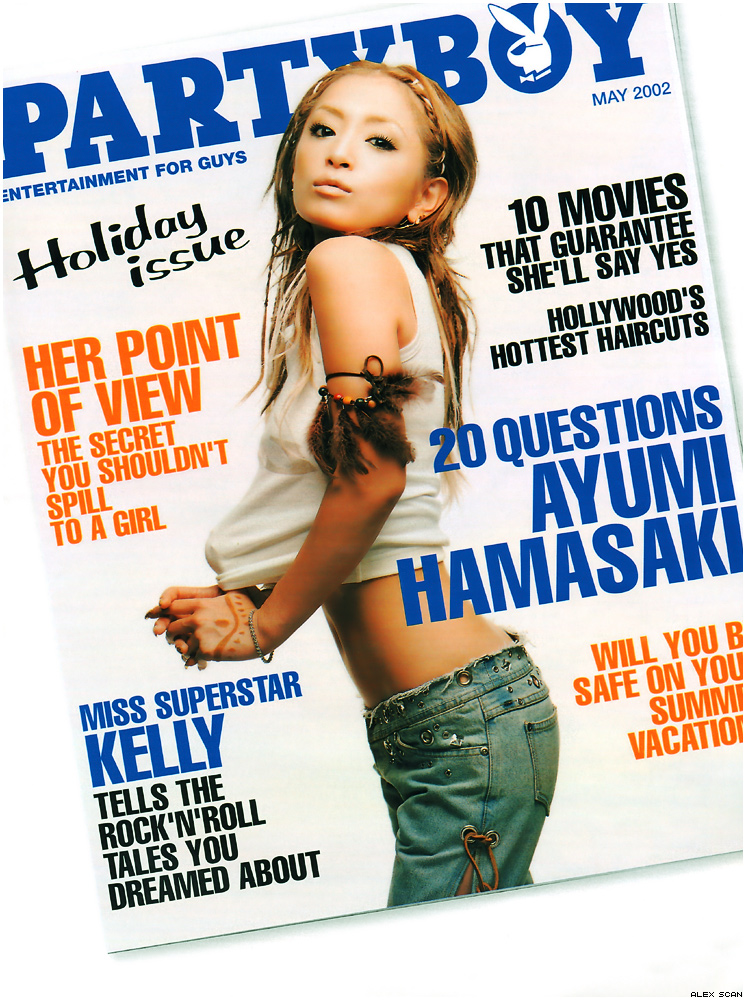 PARTYBOY
MAY 2002
ENTERTAINMENT FOR GUYS
Holiday
issue
10 MOVIES
THAT GUARANTEE
SHE'LL SAY YES
HOLLYWOOD'S
HOTTEST HAIRCUTS
HER POINT
OF VIEW
THE SECRET
YOU SHOULDN'T
SPILL
TO A GIRL
20 QUESTIONS
AYUMI
HAMASAKI
WILL YOU B
SAFE ON YOU
SUMM
VACATIO
MISS SUPERSTAR
KELLY
TELLS THE
ROCK'N'ROLL
TALES YOU
DREAMED ABOUT
ALEX SCAN